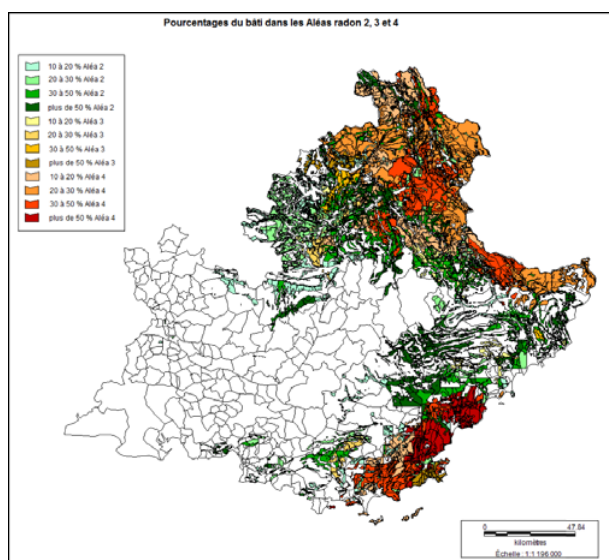 Pourcentages du bâti dans les Aléas radon 2, 3 et 4
10 à 20 % Aléa 2
20 à 30 % Aléa 2
30 à 50 % Aléa 2
plus de 50 % Aléa 2
10 à 20 % Aléa 3
20 à 30 % Aléa 3
30 à 50 % Aléa 3
plus de 50 % Aléa 3
10 à 20 % Aléa 4
20 à 30 % Aléa 4
30 à 50 % Aléa 4
plus de 50 % Aléa 4
0 47.84
kilomètres
Échelle : 1:1 196 000